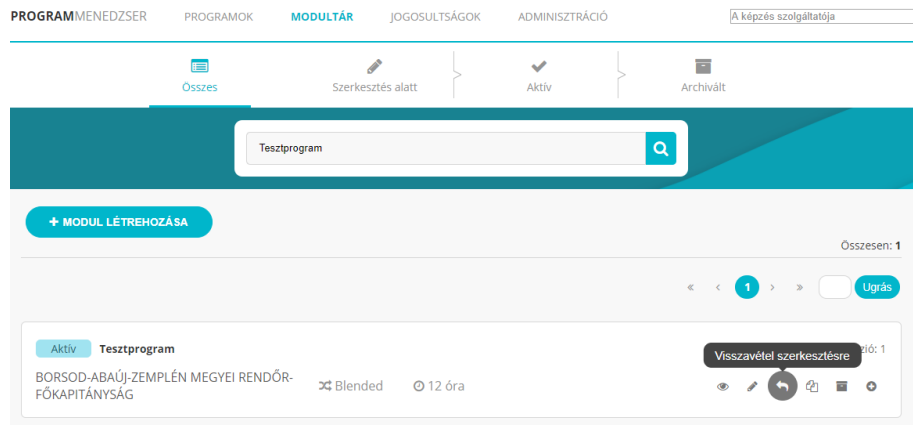 PROGRAMMENEDZSER PROGRAMOK MODULTÁR JOGOSULTSÁGOK ADMINISZTRÁCIÓ A képzés szolgáltatója
Összes Szerkesztés alatt Aktív Archivált
Tesztprogram
+ MODUL LÉTREHOZÁSA
Összesen: 1
« < 1 > » Ugrás
Aktív Tesztprogram Visszavétel szerkesztésre zió: 1
BORSOD-ABAÚJ-ZEMPLÉN MEGYEI RENDŐR-
FŐKAPITÁNYSÁG Blended 12 óra